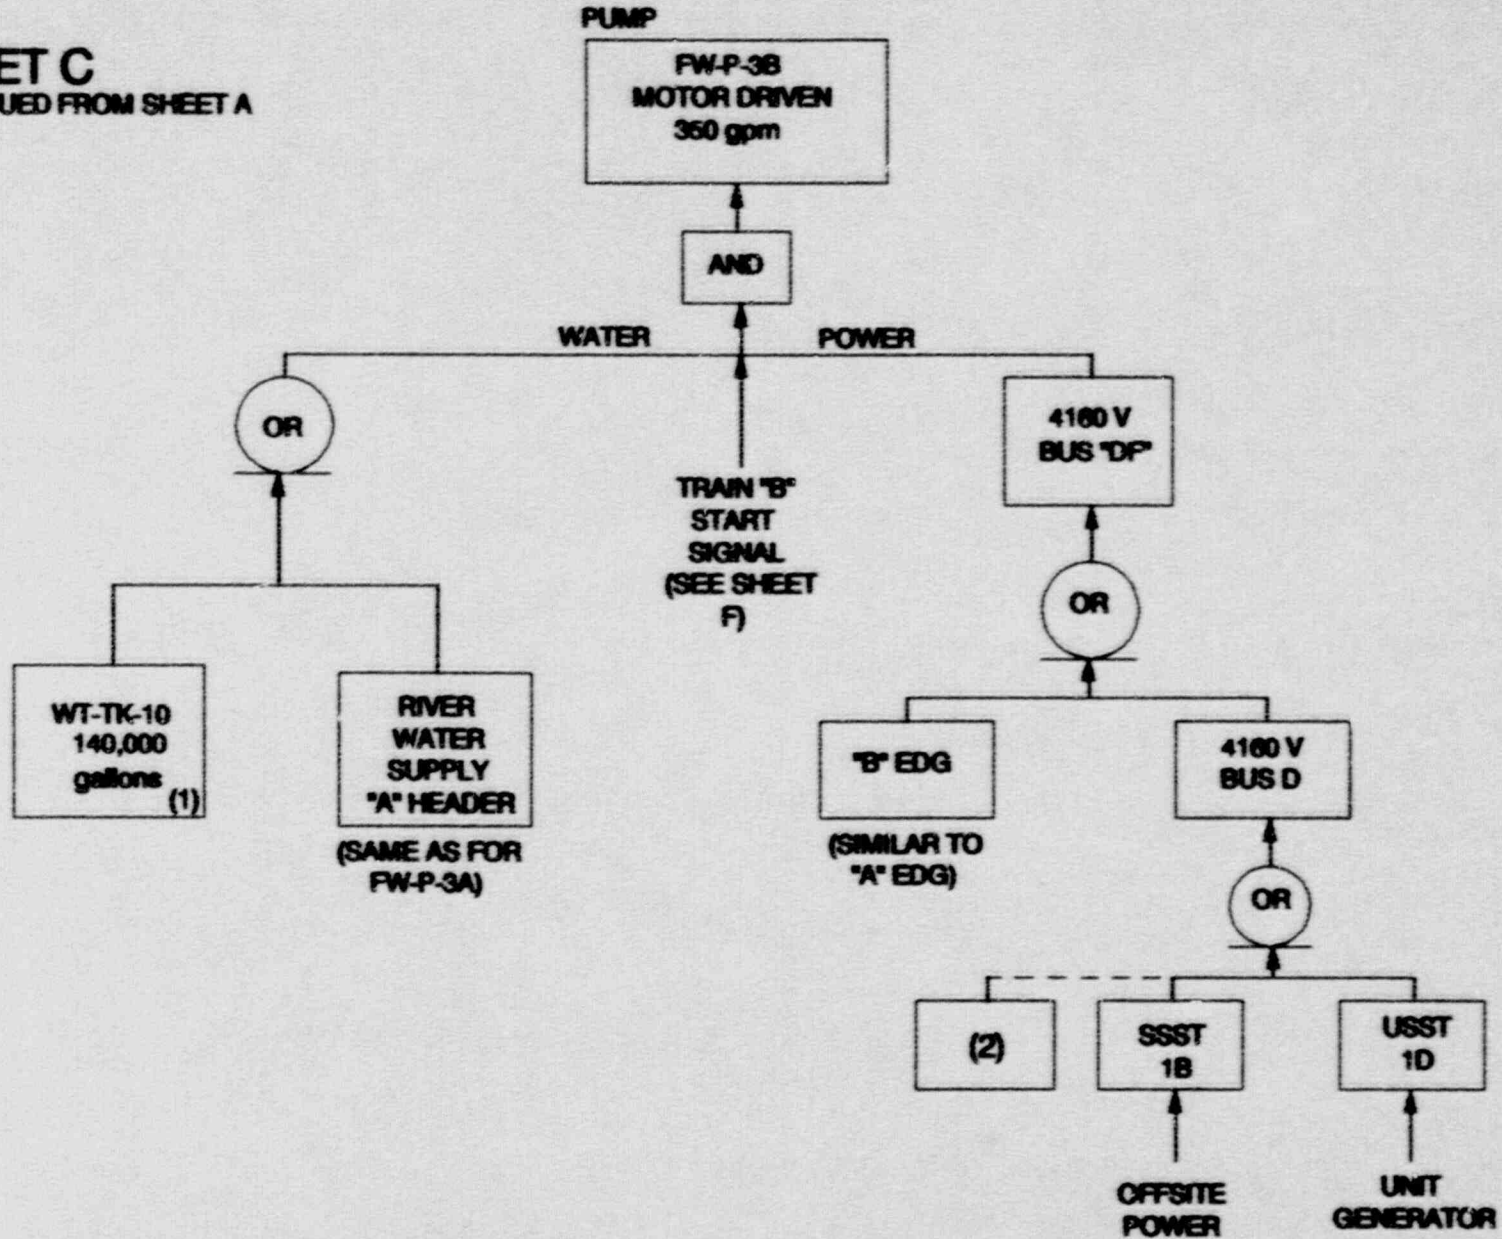 PUMP
ET C
UED FROM SHEET A
FW-P-3B
MOTOR DRIVEN
350 gpm
AND
WATER
POWER
OR
4160 V
BUS "DF"
TRAIN "B"
START
SIGNAL
(SEE SHEET
F)
OR
WT-TK-10
140,000
gallons
(1)
RIVER
WATER
SUPPLY
"A" HEADER
(SAME AS FOR
FW-P-3A)
"B" EDG
(SIMILAR TO
"A" EDG)
4160 V
BUS D
OR
(2)
SSST
1B
USST
1D
OFFSITE
POWER
UNIT
GENERATOR